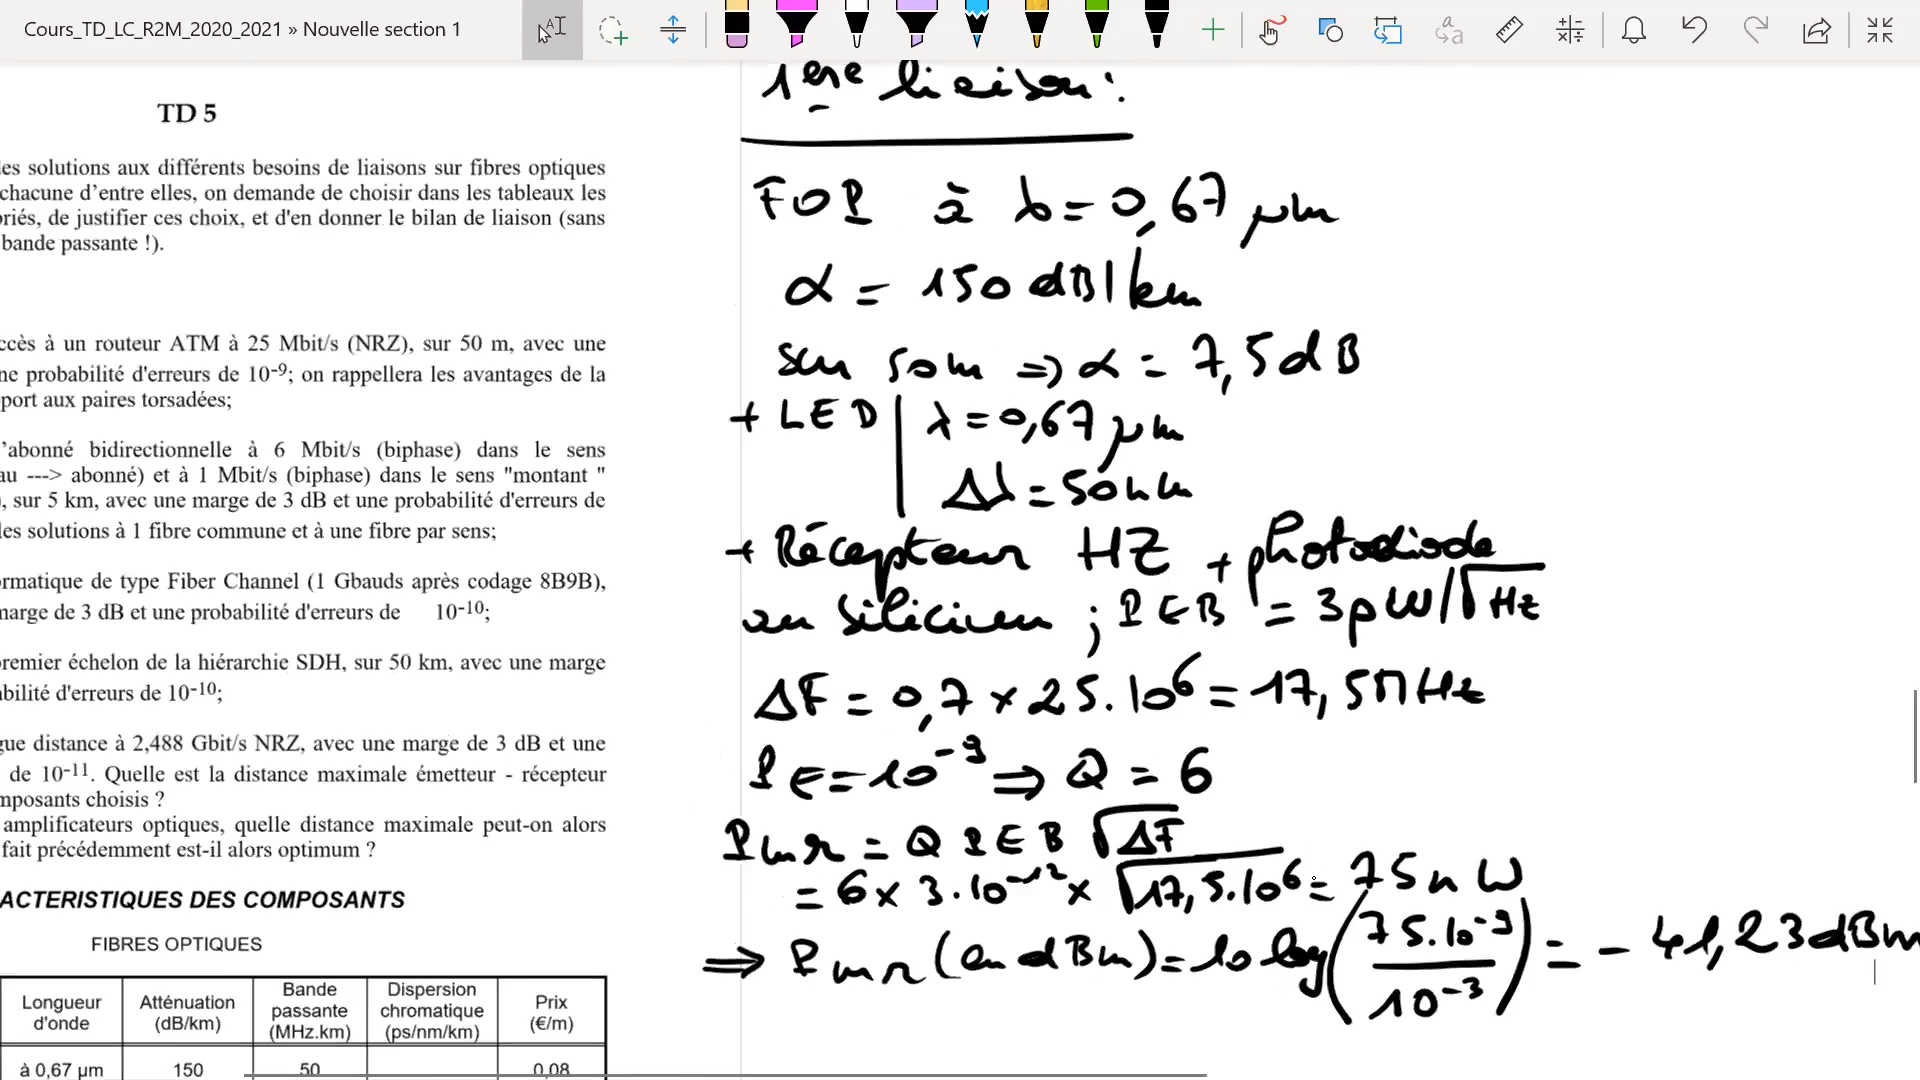 Cours_TD_LC_R2M_2020_2021 » Nouvelle section 1
TD 5
les solutions aux différents besoins de liaisons sur fibres optiques
chacune d'entre elles, on demande de choisir dans les tableaux les
priés, de justifier ces choix, et d'en donner le bilan de liaison (sans
bande passante !).
ccès à un routeur ATM à 25 Mbit/s (NRZ), sur 50 m, avec une
ne probabilité d'erreurs de 10⁻⁹; on rappellera les avantages de la
port aux paires torsadées;
'abonné bidirectionnelle à 6 Mbit/s (biphase) dans le sens
au ---> abonné) et à 1 Mbit/s (biphase) dans le sens "montant "
), sur 5 km, avec une marge de 3 dB et une probabilité d'erreurs de
les solutions à 1 fibre commune et à une fibre par sens;
ormatique de type Fiber Channel (1 Gbauds après codage 8B9B),
marge de 3 dB et une probabilité d'erreurs de 10⁻¹⁰;
premier échelon de la hiérarchie SDH, sur 50 km, avec une marge
abilité d'erreurs de 10⁻¹⁰;
gue distance à 2,488 Gbit/s NRZ, avec une marge de 3 dB et une
de 10⁻¹¹. Quelle est la distance maximale émetteur - récepteur
mposants choisis ?
amplificateurs optiques, quelle distance maximale peut-on alors
fait précédemment est-il alors optimum ?
ACTERISTIQUES DES COMPOSANTS
FIBRES OPTIQUES
Longueur d'onde | Atténuation (dB/km) | Bande passante (MHz.km) | Dispersion chromatique (ps/nm/km) | Prix (€/m)
à 0,67 µm | 150 | 50 | | 0,08
1ère liaison :
FOP à λ = 0,67 µm
α = 150 dB/km
sur 50m => α = 7,5 dB
+ LED | λ = 0,67 µm
Δλ = 50 nm
+ Récepteur HZ + photodiode
au silicium ; PEB = 3pW/√Hz
ΔF = 0,7 x 25.10⁶ = 17,5 MHz
PE = 10⁻⁹ => Q = 6
Pmr = Q PEB √ΔF
= 6 x 3.10⁻¹² x √17,5.10⁶ = 75 nW
=> Pmr (en dBm) = 10 log (75.10⁻⁹ / 10⁻³) = - 41,23 dBm